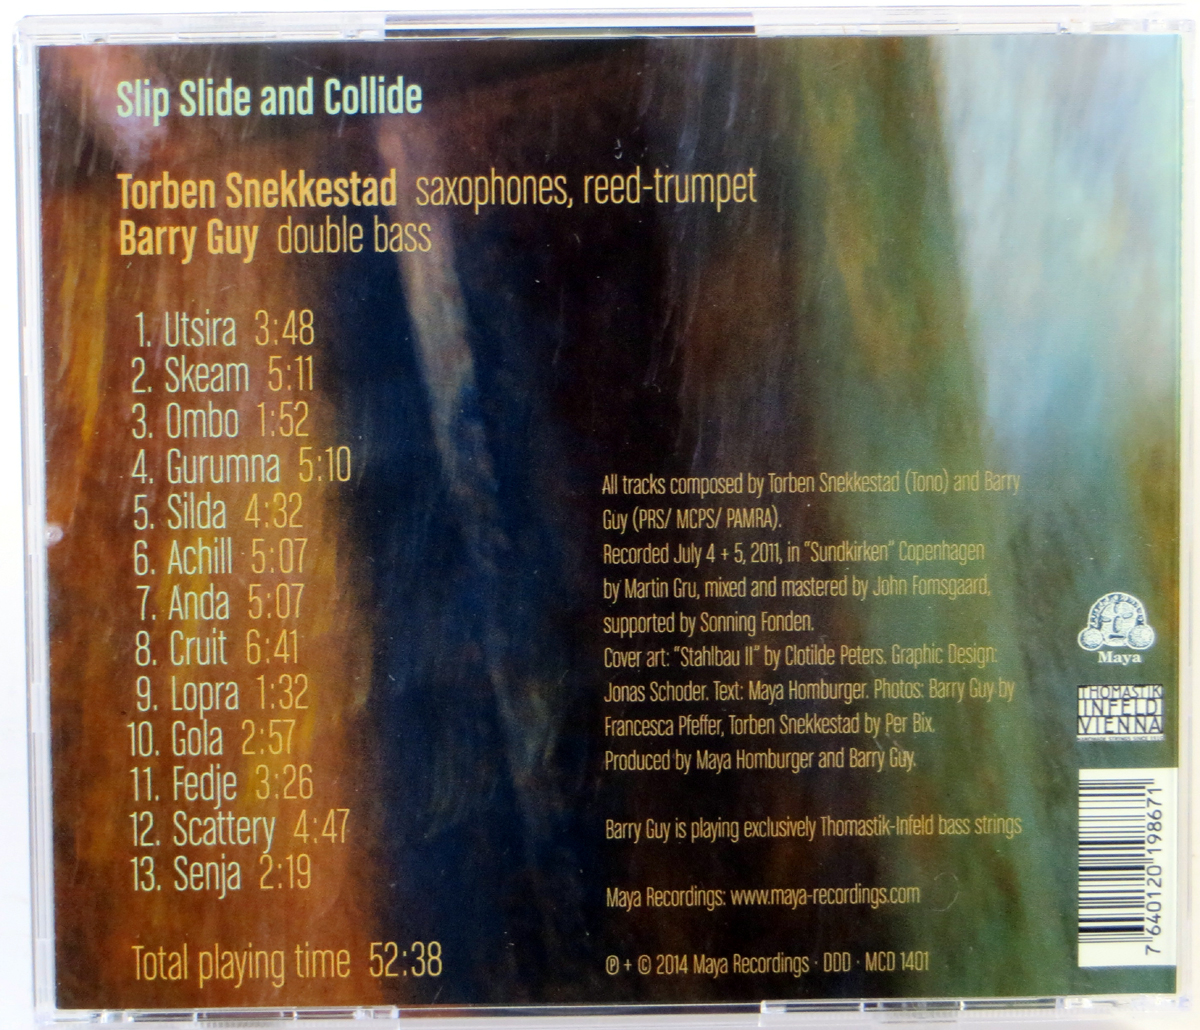 Slip Slide and Collide
Torben Snekkestad saxophones, reed-trumpet
Barry Guy double bass
1. Utsira 3:48
2. Skeam 5:11
3. Ombo 1:52
4. Gurumna 5:10
5. Silda 4:32
6. Achill 5:07
7. Anda 5:07
8. Cruit 6:41
9. Lopra 1:32
10. Gola 2:57
11. Fedje 3:26
12. Scattery 4:47
13. Senja 2:19
Total playing time 52:38
All tracks composed by Torben Snekkestad (Tono) and Barry
Guy (PRS/ MCPS/ PAMRA).
Recorded July 4 + 5, 2011, in “Sundkirken” Copenhagen
by Martin Gru, mixed and mastered by John Fomsgaard,
supported by Sonning Fonden.
Cover art: “Stahlbau II” by Clotilde Peters. Graphic Design:
Jonas Schoder. Text: Maya Homburger. Photos: Barry Guy by
Francesca Pfeffer, Torben Snekkestad by Per Bix.
Produced by Maya Homburger and Barry Guy.
Barry Guy is playing exclusively Thomastik-Infeld bass strings
Maya Recordings: www.maya-recordings.com
℗ + © 2014 Maya Recordings · DDD · MCD 1401
Maya
THOMASTIK
INFELD
VIENNA
7 640120 198671